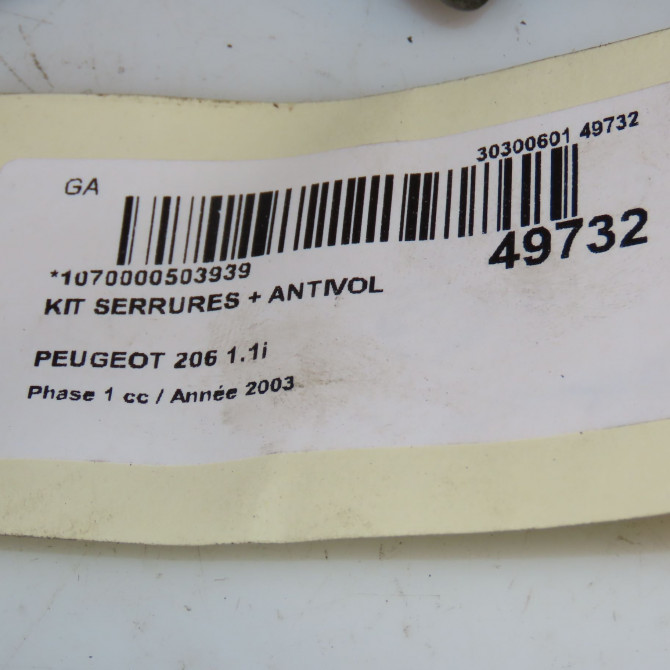 30300601 49732
GA
49732
*1070000503939
KIT SERRURES + ANTIVOL
PEUGEOT 206 1.1i
Phase 1 cc / Année 2003